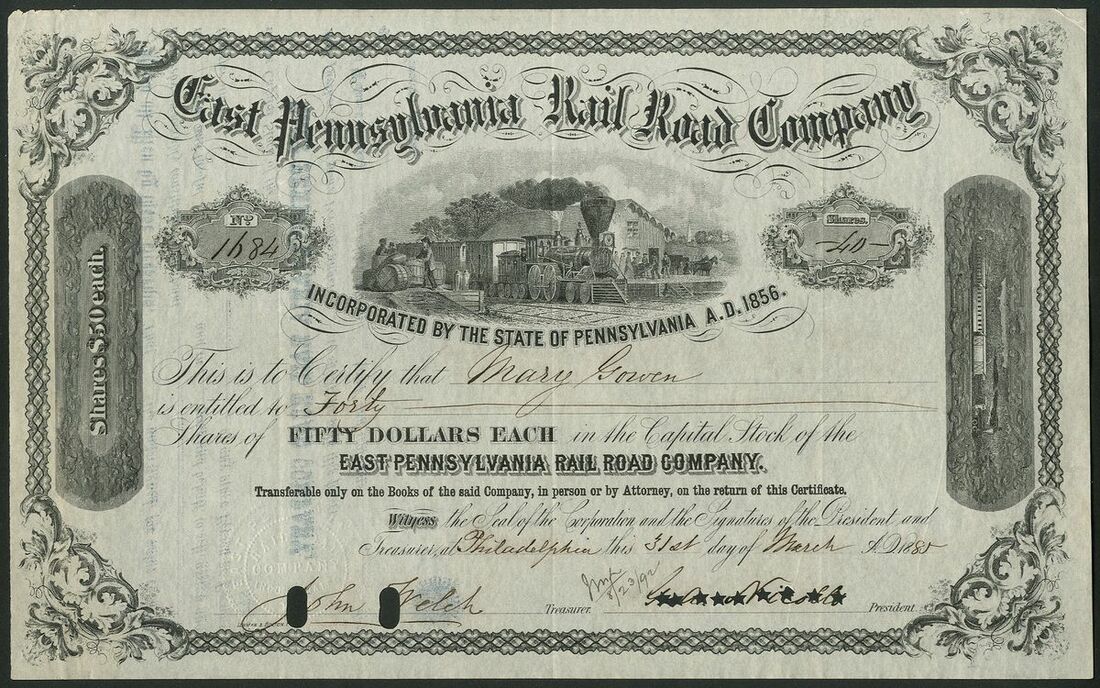 East Pennsylvania Rail Road Company
No.
1684
Shares.
40
INCORPORATED BY THE STATE OF PENNSYLVANIA A.D. 1856.
Shares $50 each.
This is to Certify that Mary Gowen
is entitled to Forty
Shares of FIFTY DOLLARS EACH in the Capital Stock of the
EAST PENNSYLVANIA RAIL ROAD COMPANY.
Transferable only on the Books of the said Company, in person or by Attorney, on the return of this Certificate.
Witness the Seal of the Corporation and the Signatures of the President and
Treasurer, at Philadelphia this 31st day of March A.D. 1885
COMPANY
John Welch Treasurer. President